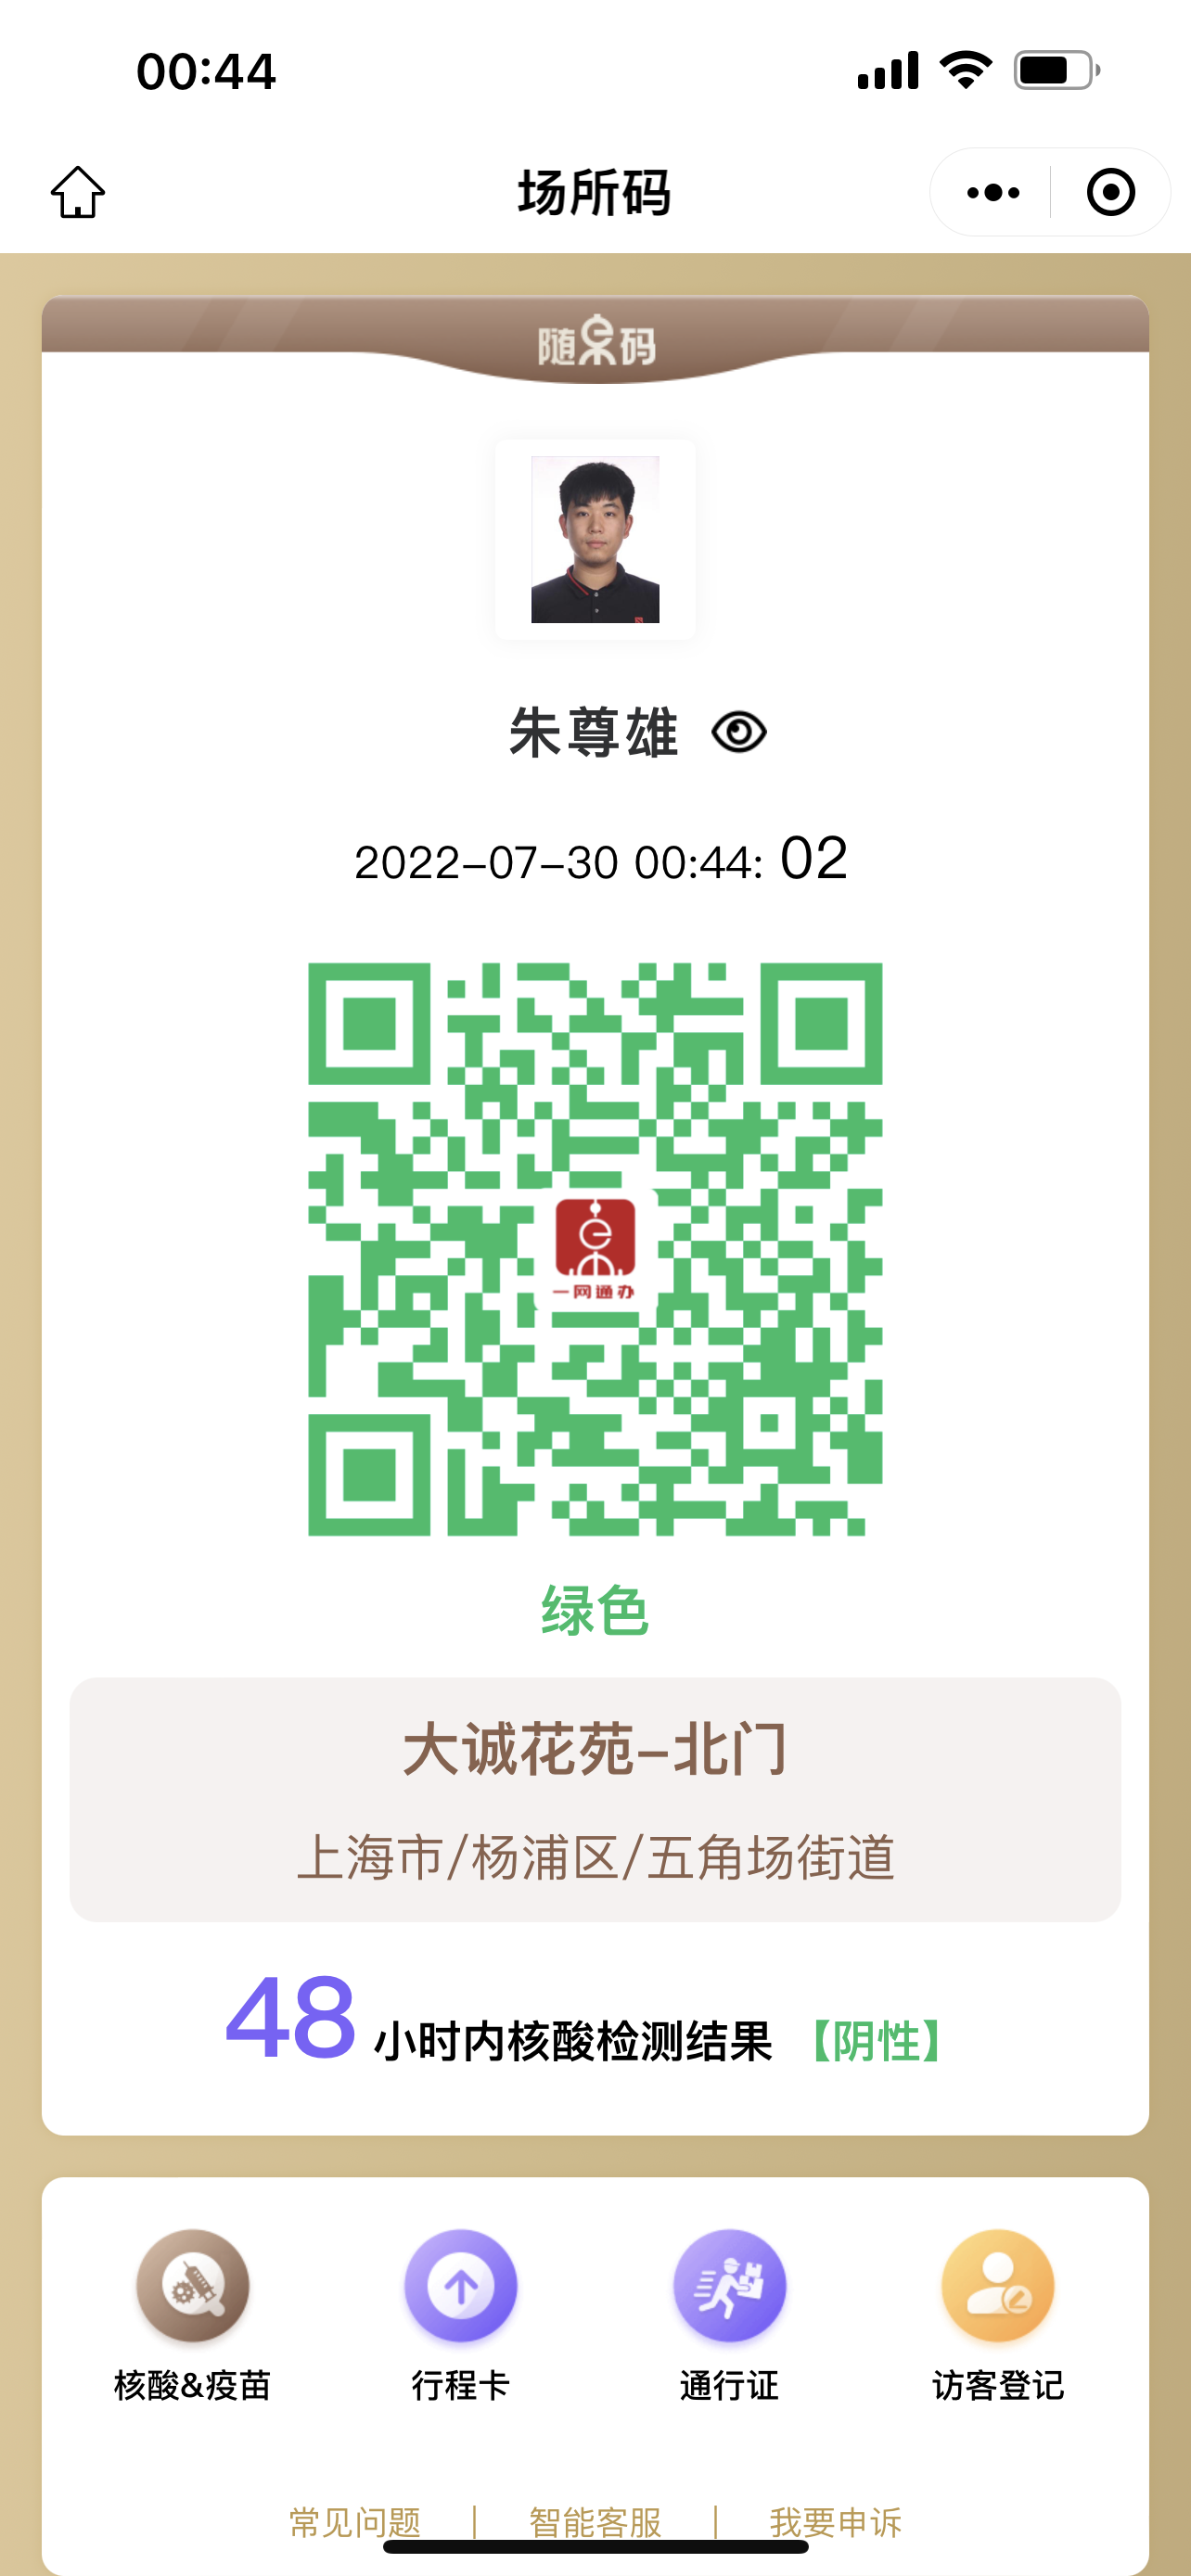 00:44
场所码
随申码
朱尊雄
2022-07-30 00:44: 02
一网通办
绿色
大诚花苑-北门
上海市/杨浦区/五角场街道
48 小时内核酸检测结果 【阴性】
核酸&疫苗 行程卡 通行证 访客登记
常见问题 | 智能客服 | 我要申诉